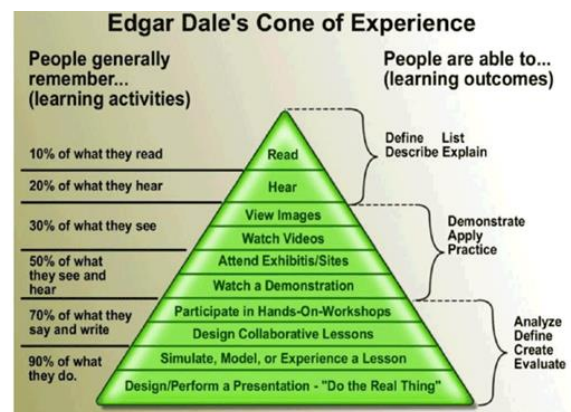 Edgar Dale's Cone of Experience
People generally
remember...
(learning activities)
People are able to...
(learning outcomes)
10% of what they read
20% of what they hear
30% of what they see
50% of what
they see and
hear
70% of what they
say and write
90% of what
they do.
Read
Hear
View Images
Watch Videos
Attend Exhibitis/Sites
Watch a Demonstration
Participate in Hands-On-Workshops
Design Collaborative Lessons
Simulate, Model, or Experience a Lesson
Design/Perform a Presentation - "Do the Real Thing"
Define List
Describe Explain
Demonstrate
Apply
Practice
Analyze
Define
Create
Evaluate